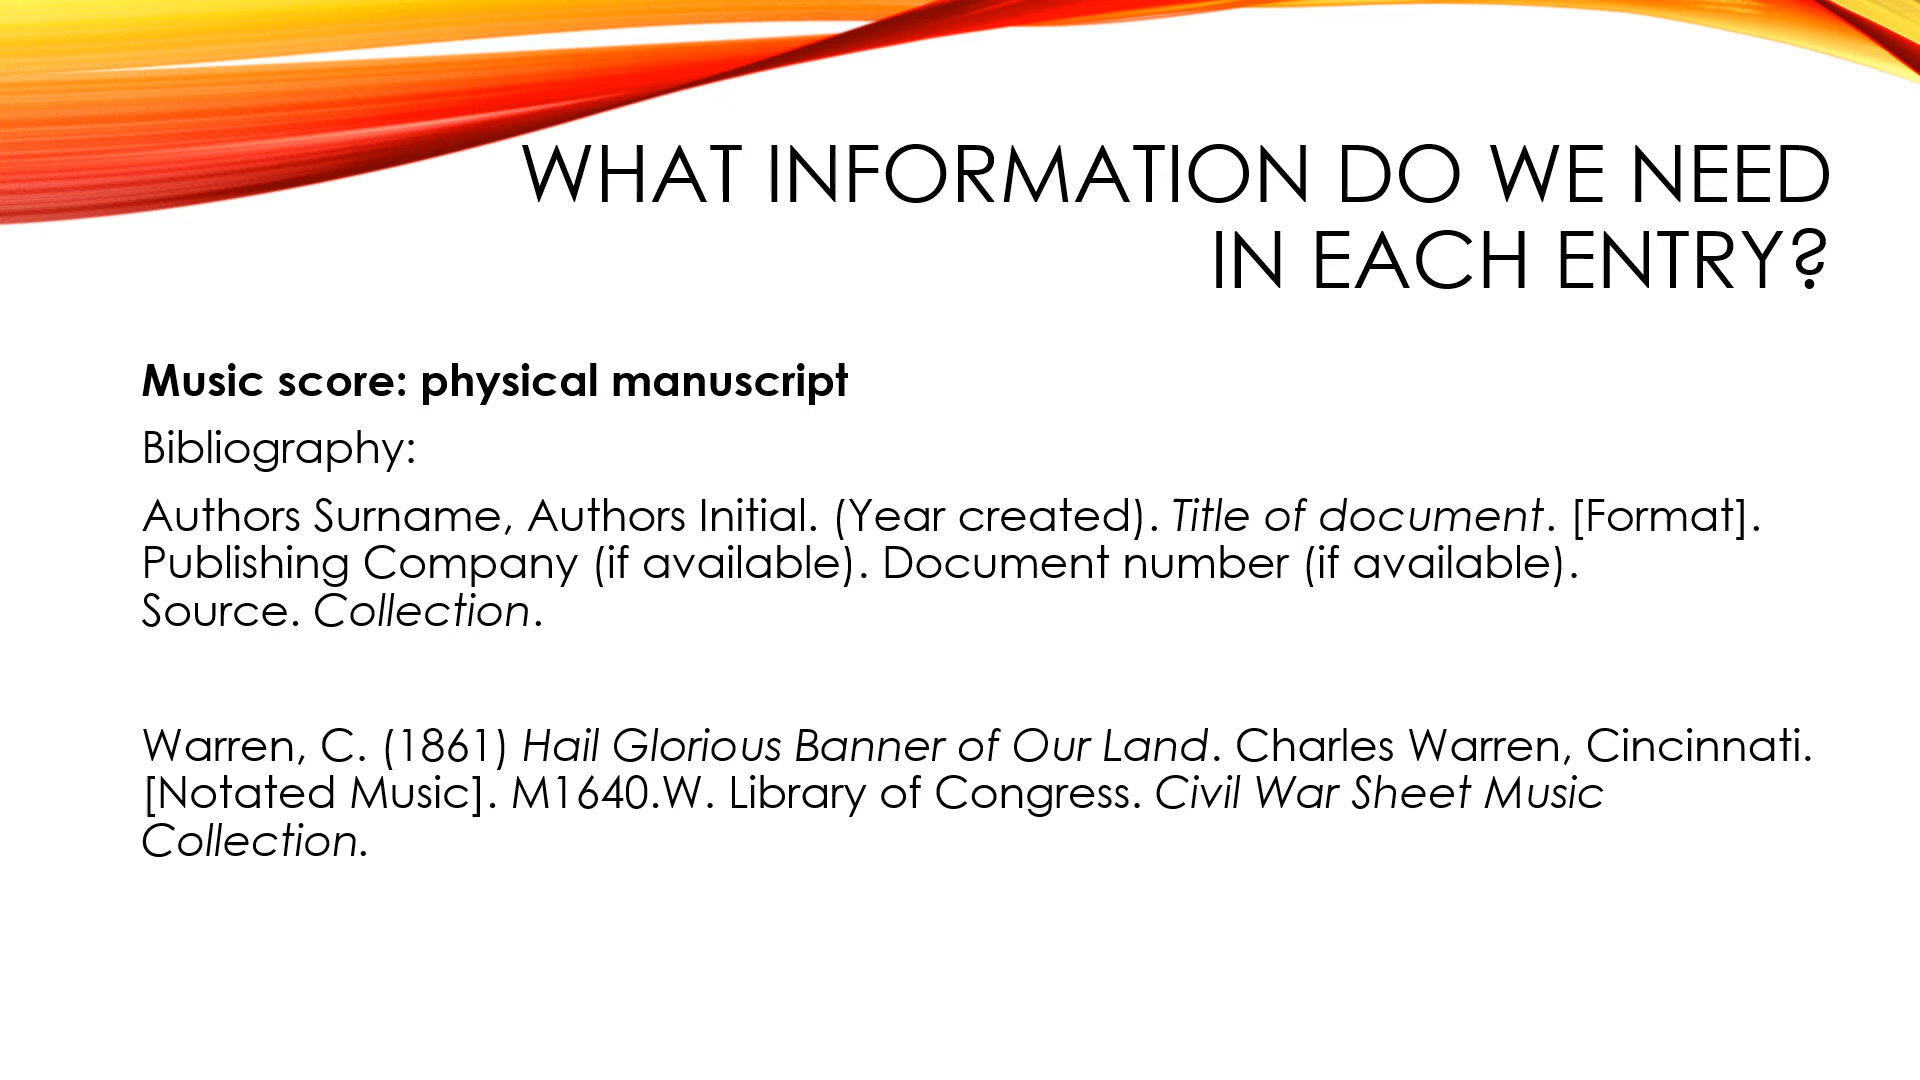 WHAT INFORMATION DO WE NEED
IN EACH ENTRY?
Music score: physical manuscript
Bibliography:
Authors Surname, Authors Initial. (Year created). Title of document. [Format].
Publishing Company (if available). Document number (if available).
Source. Collection.
Warren, C. (1861) Hail Glorious Banner of Our Land. Charles Warren, Cincinnati.
[Notated Music]. M1640.W. Library of Congress. Civil War Sheet Music
Collection.